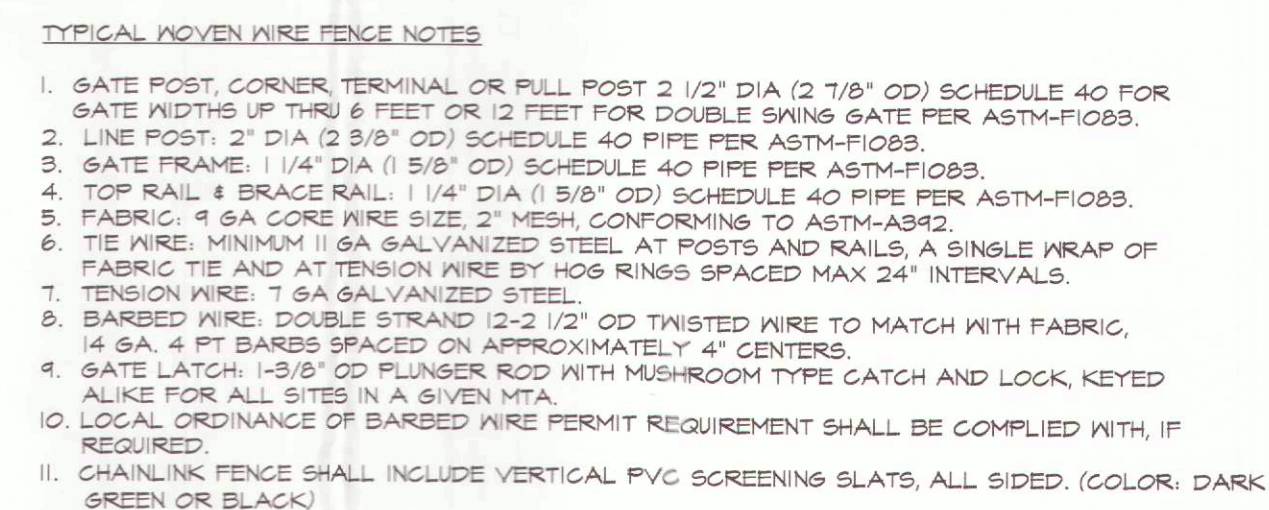 TYPICAL WOVEN WIRE FENCE NOTES
1. GATE POST, CORNER, TERMINAL OR PULL POST 2 1/2" DIA (2 7/8" OD) SCHEDULE 40 FOR
GATE WIDTHS UP THRU 6 FEET OR 12 FEET FOR DOUBLE SWING GATE PER ASTM-F1083.
2. LINE POST: 2" DIA (2 3/8" OD) SCHEDULE 40 PIPE PER ASTM-F1083.
3. GATE FRAME: 1 1/4" DIA (1 5/8" OD) SCHEDULE 40 PIPE PER ASTM-F1083.
4. TOP RAIL & BRACE RAIL: 1 1/4" DIA (1 5/8" OD) SCHEDULE 40 PIPE PER ASTM-F1083.
5. FABRIC: 9 GA CORE WIRE SIZE, 2" MESH, CONFORMING TO ASTM-A392.
6. TIE WIRE: MINIMUM 11 GA GALVANIZED STEEL AT POSTS AND RAILS, A SINGLE WRAP OF
FABRIC TIE AND AT TENSION WIRE BY HOG RINGS SPACED MAX 24" INTERVALS.
7. TENSION WIRE: 7 GA GALVANIZED STEEL.
8. BARBED WIRE: DOUBLE STRAND 12-2 1/2" OD TWISTED WIRE TO MATCH WITH FABRIC,
14 GA. 4 PT BARBS SPACED ON APPROXIMATELY 4" CENTERS.
9. GATE LATCH: 1-3/8" OD PLUNGER ROD WITH MUSHROOM TYPE CATCH AND LOCK, KEYED
ALIKE FOR ALL SITES IN A GIVEN MTA.
10. LOCAL ORDINANCE OF BARBED WIRE PERMIT REQUIREMENT SHALL BE COMPLIED WITH, IF
REQUIRED.
11. CHAINLINK FENCE SHALL INCLUDE VERTICAL PVC SCREENING SLATS, ALL SIDED. (COLOR: DARK
GREEN OR BLACK)